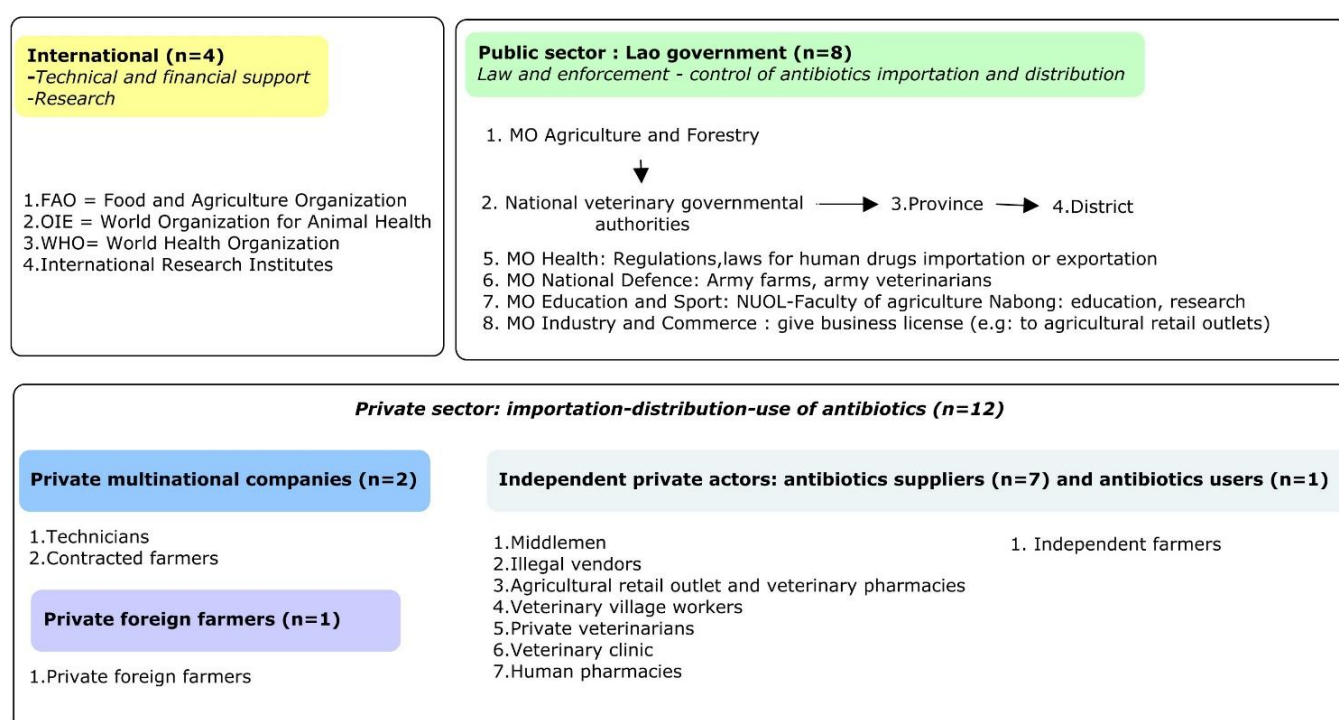 International (n=4)
-Technical and financial support
-Research
1.FAO = Food and Agriculture Organization
2.OIE = World Organization for Animal Health
3.WHO= World Health Organization
4.International Research Institutes
Public sector : Lao government (n=8)
Law and enforcement - control of antibiotics importation and distribution
1. MO Agriculture and Forestry
2. National veterinary governmental
authorities
3.Province
4.District
5. MO Health: Regulations,laws for human drugs importation or exportation
6. MO National Defence: Army farms, army veterinarians
7. MO Education and Sport: NUOL-Faculty of agriculture Nabong: education, research
8. MO Industry and Commerce : give business license (e.g: to agricultural retail outlets)
Private sector: importation-distribution-use of antibiotics (n=12)
Private multinational companies (n=2)
1.Technicians
2.Contracted farmers
Private foreign farmers (n=1)
1.Private foreign farmers
Independent private actors: antibiotics suppliers (n=7) and antibiotics users (n=1)
1.Middlemen
2.Illegal vendors
3.Agricultural retail outlet and veterinary pharmacies
4.Veterinary village workers
5.Private veterinarians
6.Veterinary clinic
7.Human pharmacies
1. Independent farmers